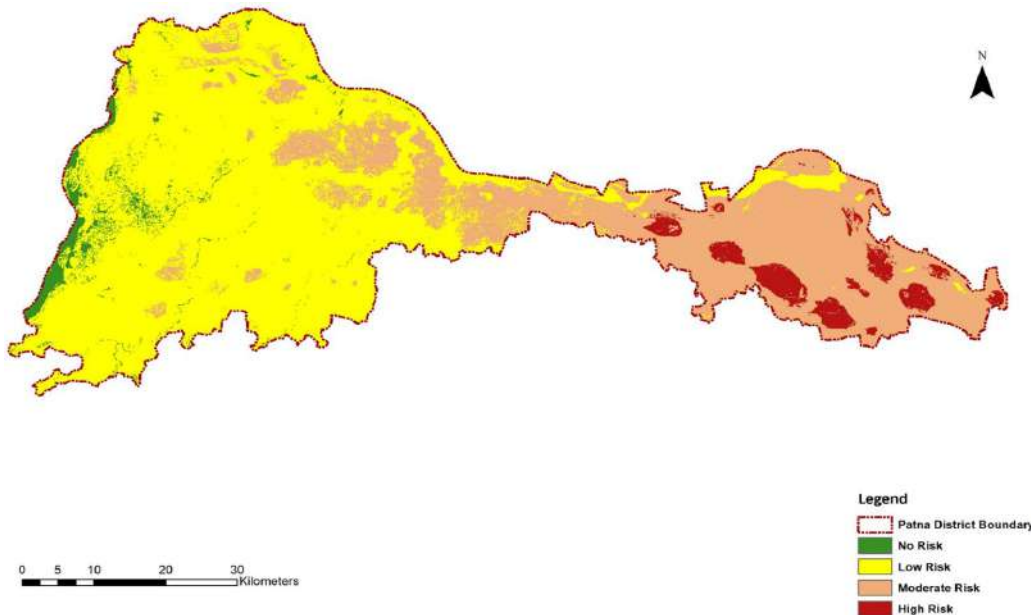 N
0 5 10 20 30
Kilometers
Legend
Patna District Boundary
No Risk
Low Risk
Moderate Risk
High Risk